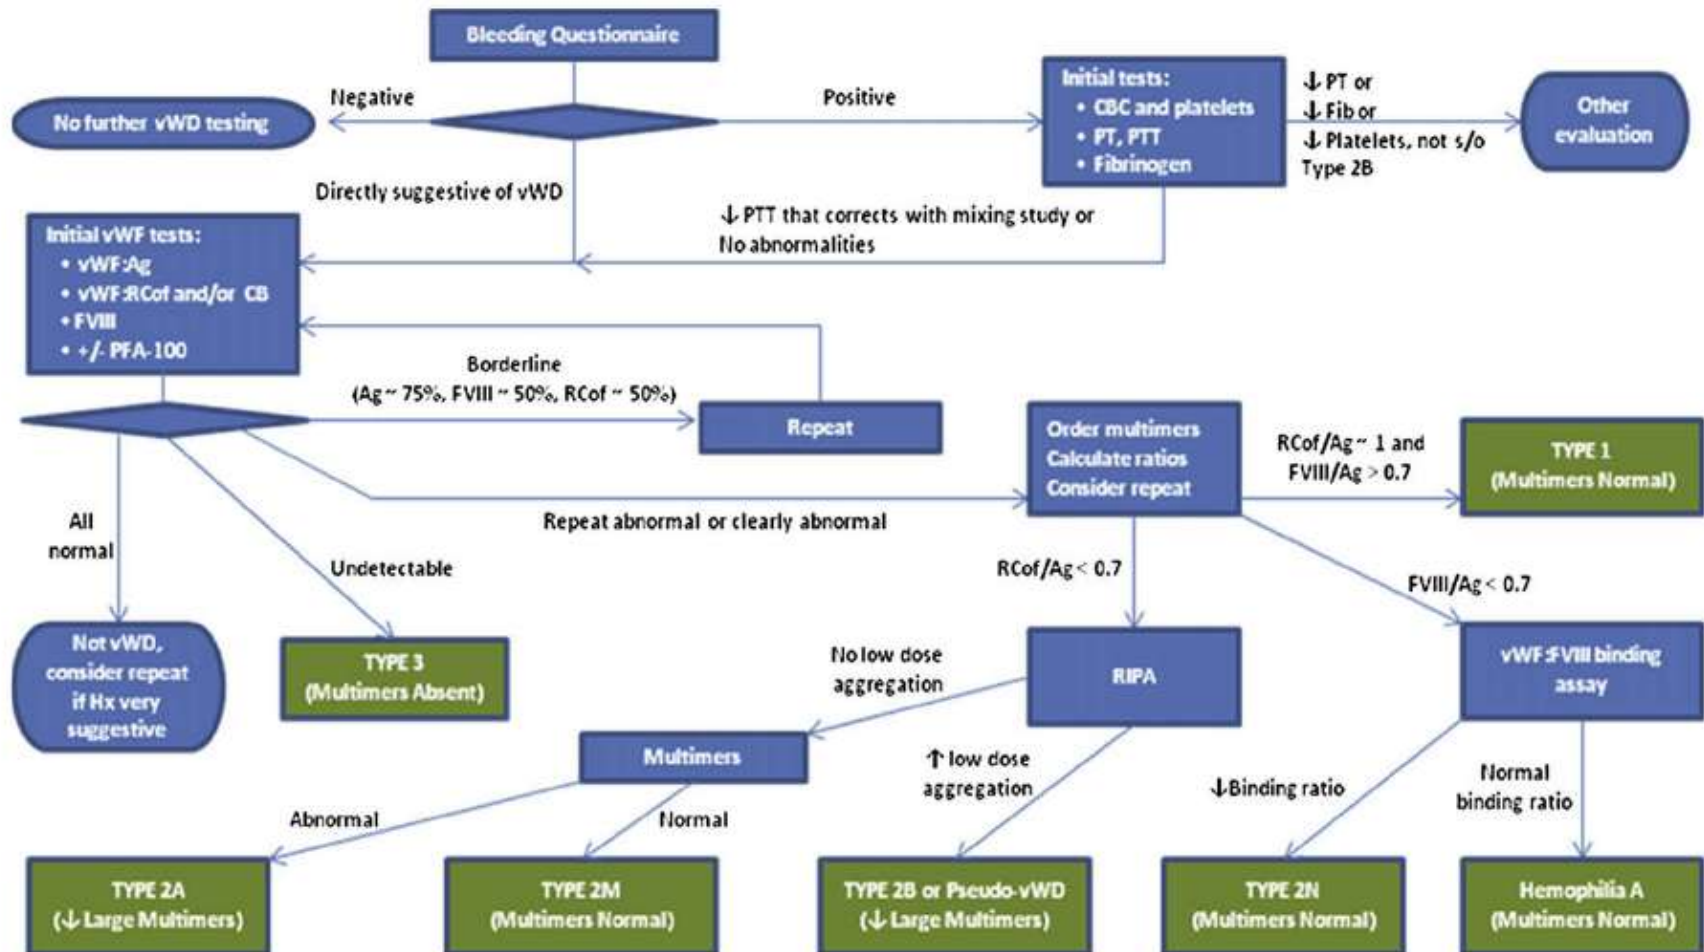 Bleeding Questionnaire
Negative
Positive
No further vWD testing
Initial tests:
• CBC and platelets
• PT, PTT
• Fibrinogen
↓ PT or
↓ Fib or
↓ Platelets, not s/o
Type 2B
Other
evaluation
Directly suggestive of vWD
↓ PTT that corrects with mixing study or
No abnormalities
Initial vWF tests:
• vWF:Ag
• vWF:RCof and/or CB
• FVIII
• +/- PFA-100
Borderline
(Ag ~ 75%, FVIII ~ 50%, RCof ~ 50%)
Repeat
Order multimers
Calculate ratios
Consider repeat
RCof/Ag ~ 1 and
FVIII/Ag > 0.7
TYPE 1
(Multimers Normal)
All
normal
Undetectable
Repeat abnormal or clearly abnormal
RCof/Ag < 0.7
FVIII/Ag < 0.7
Not vWD,
consider repeat
if Hx very
suggestive
TYPE 3
(Multimers Absent)
No low dose
aggregation
RIPA
vWF:FVIII binding
assay
Multimers
↑ low dose
aggregation
↓Binding ratio
Normal
binding ratio
Abnormal
Normal
TYPE 2A
(↓ Large Multimers)
TYPE 2M
(Multimers Normal)
TYPE 2B or Pseudo-vWD
(↓ Large Multimers)
TYPE 2N
(Multimers Normal)
Hemophilia A
(Multimers Normal)